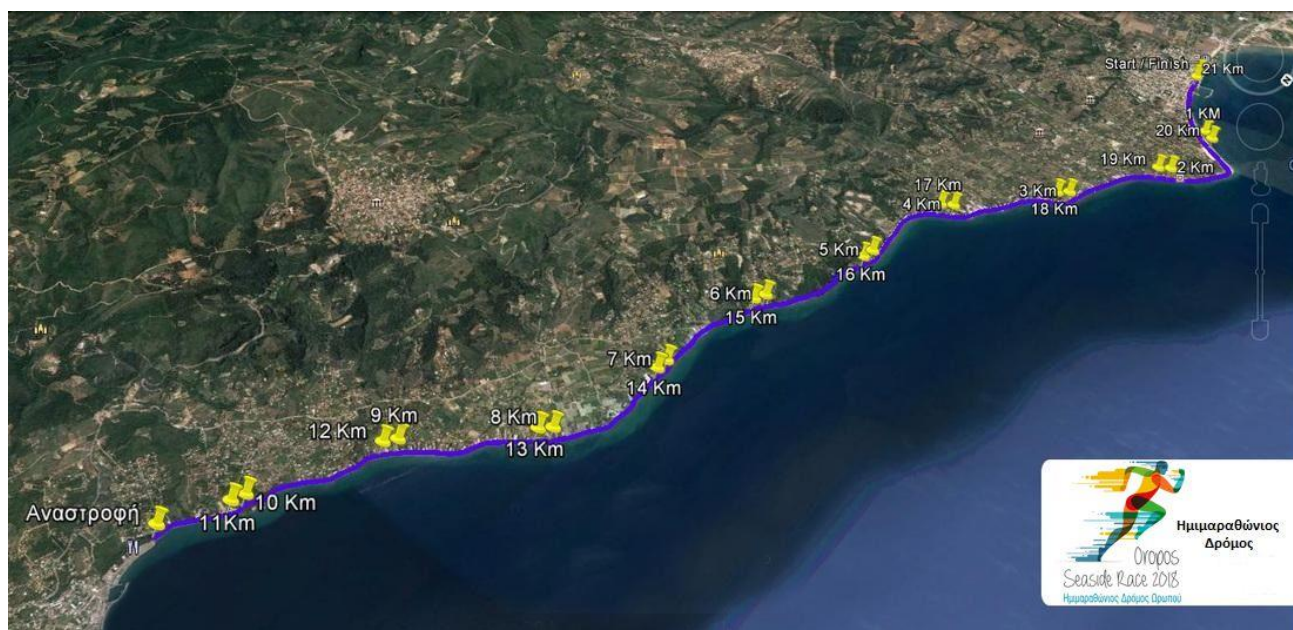 Start / Finish
21 Km
1 KM
20 Km
19 Km
2 Km
17 Km
3 Km
4 Km
18 Km
5 Km
16 Km
6 Km
15 Km
7 Km
14 Km
9 Km
8 Km
12 Km
13 Km
10 Km
Αναστροφή
11Km
Ημιμαραθώνιος
Δρόμος
Oropos
Seaside Race 2018
Ημιμαραθώνιος Δρόμος Ωρωπού